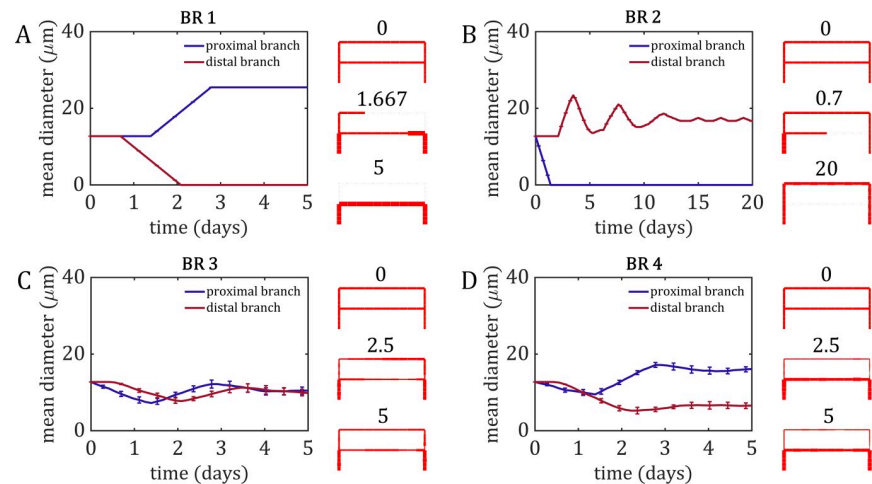 A
BR 1
mean diameter (μm)
40
20
0
proximal branch
distal branch
0 1 2 3 4 5
time (days)
0
1.667
5
B
BR 2
mean diameter (μm)
40
20
0
proximal branch
distal branch
0 5 10 15 20
time (days)
0
0.7
20
C
BR 3
mean diameter (μm)
40
20
0
proximal branch
distal branch
0 1 2 3 4 5
time (days)
0
2.5
5
D
BR 4
mean diameter (μm)
40
20
0
proximal branch
distal branch
0 1 2 3 4 5
time (days)
0
2.5
5